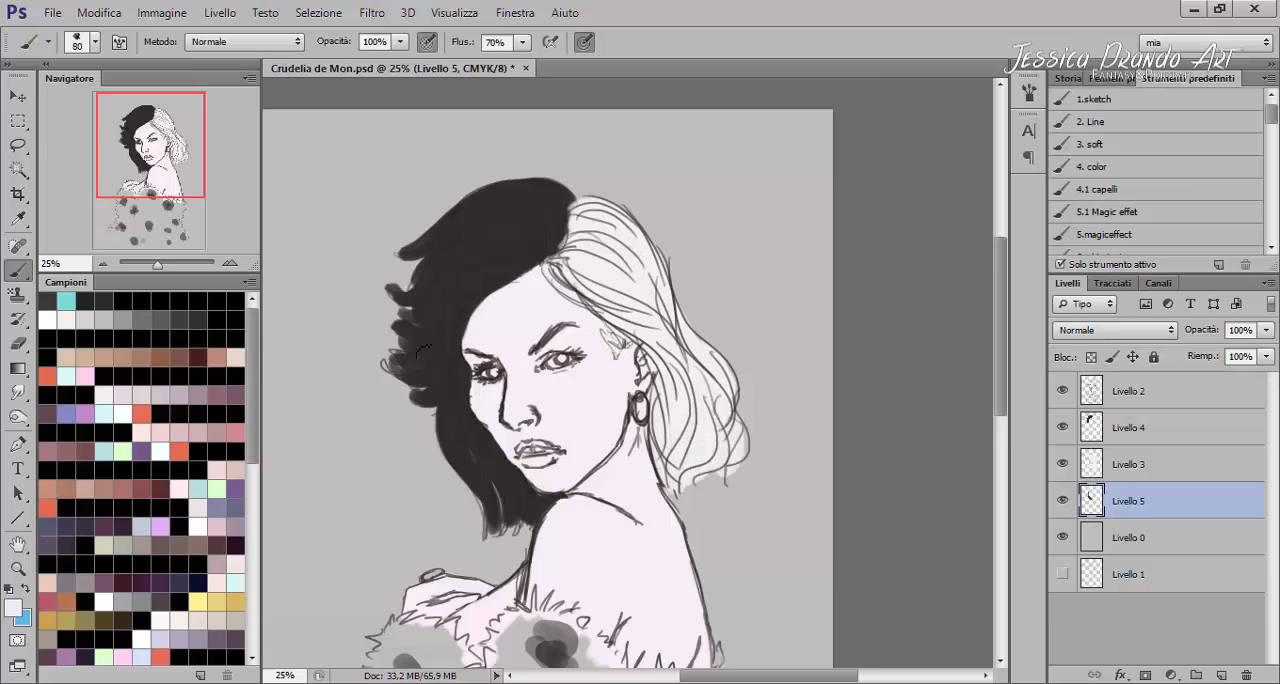 Ps File Modifica Immagine Livello Testo Selezione Filtro 3D Visualizza Finestra Aiuto
80 Metodo: Normale Opacità: 100% Flus.: 70% mia
Jessica Prando Art
Fantasy&Portraits
Navigatore
Crudelia de Mon.psd @ 25% (Livello 5, CMYK/8) *
Storia Strumenti predefiniti
1.sketch
2. Line
3. soft
4. color
4.1 capelli
5.1 Magic effet
5.magiceffect
Solo strumento attivo
25%
Campioni
Livelli Tracciati Canali
Tipo
Normale Opacità: 100%
Bloc.: Riemp.: 100%
Livello 2
Livello 4
Livello 3
Livello 5
Livello 0
Livello 1
25% Doc: 33,2 MB/65,9 MB